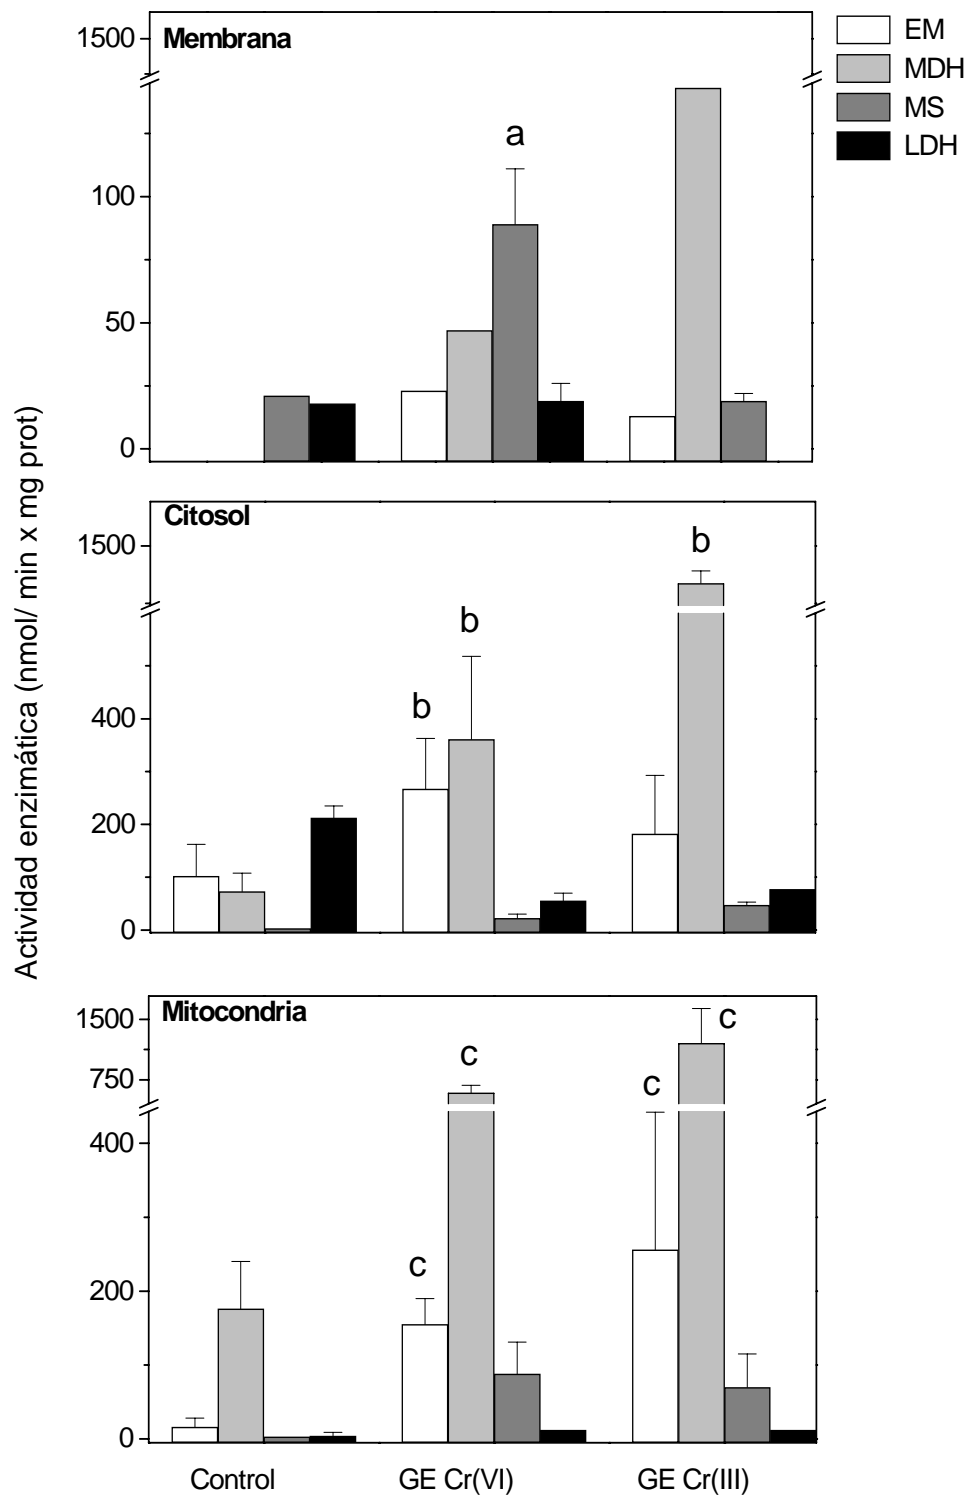 1500
Membrana
a
100
50
0
EM
MDH
MS
LDH
Actividad enzimática (nmol/ min x mg prot)
Citosol
1500
b
b
b
400
200
0
Mitocondria
1500
c
c
750
c
400
c
200
0
Control
GE Cr(VI)
GE Cr(III)